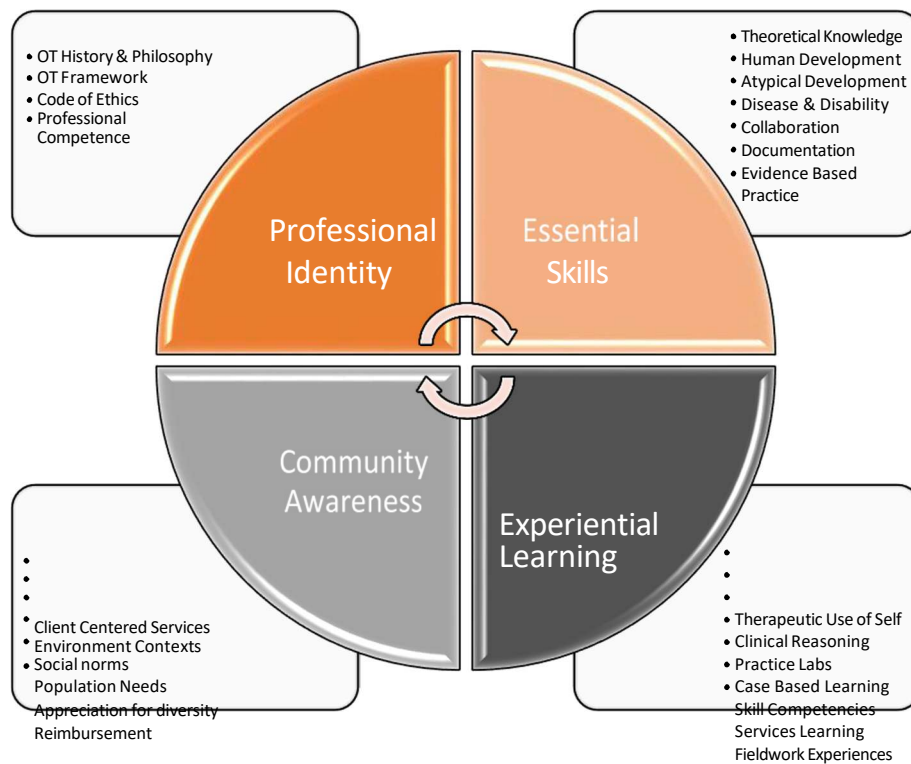 • OT History & Philosophy
• OT Framework
• Code of Ethics
• Professional
Competence
• Theoretical Knowledge
• Human Development
• Atypical Development
• Disease & Disability
• Collaboration
• Documentation
• Evidence Based
Practice
Professional
Identity
Essential
Skills
Community
Awareness
Experiential
Learning
•
•
•
•
Client Centered Services
• Environment Contexts
• Social norms
Population Needs
Appreciation for diversity
Reimbursement
•
•
•
• Therapeutic Use of Self
• Clinical Reasoning
• Practice Labs
• Case Based Learning
Skill Competencies
Services Learning
Fieldwork Experiences